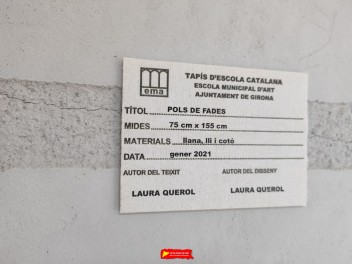 TAPÍS D'ESCOLA CATALANA
ESCOLA MUNICIPAL D'ART
AJUNTAMENT DE GIRONA
ema
TÍTOL POLS DE FADES
MIDES 75 cm x 155 cm
MATERIALS llana, lli i cotó
DATA gener 2021
AUTOR DEL TEIXIT AUTOR DEL DISSENY
LAURA QUEROL LAURA QUEROL